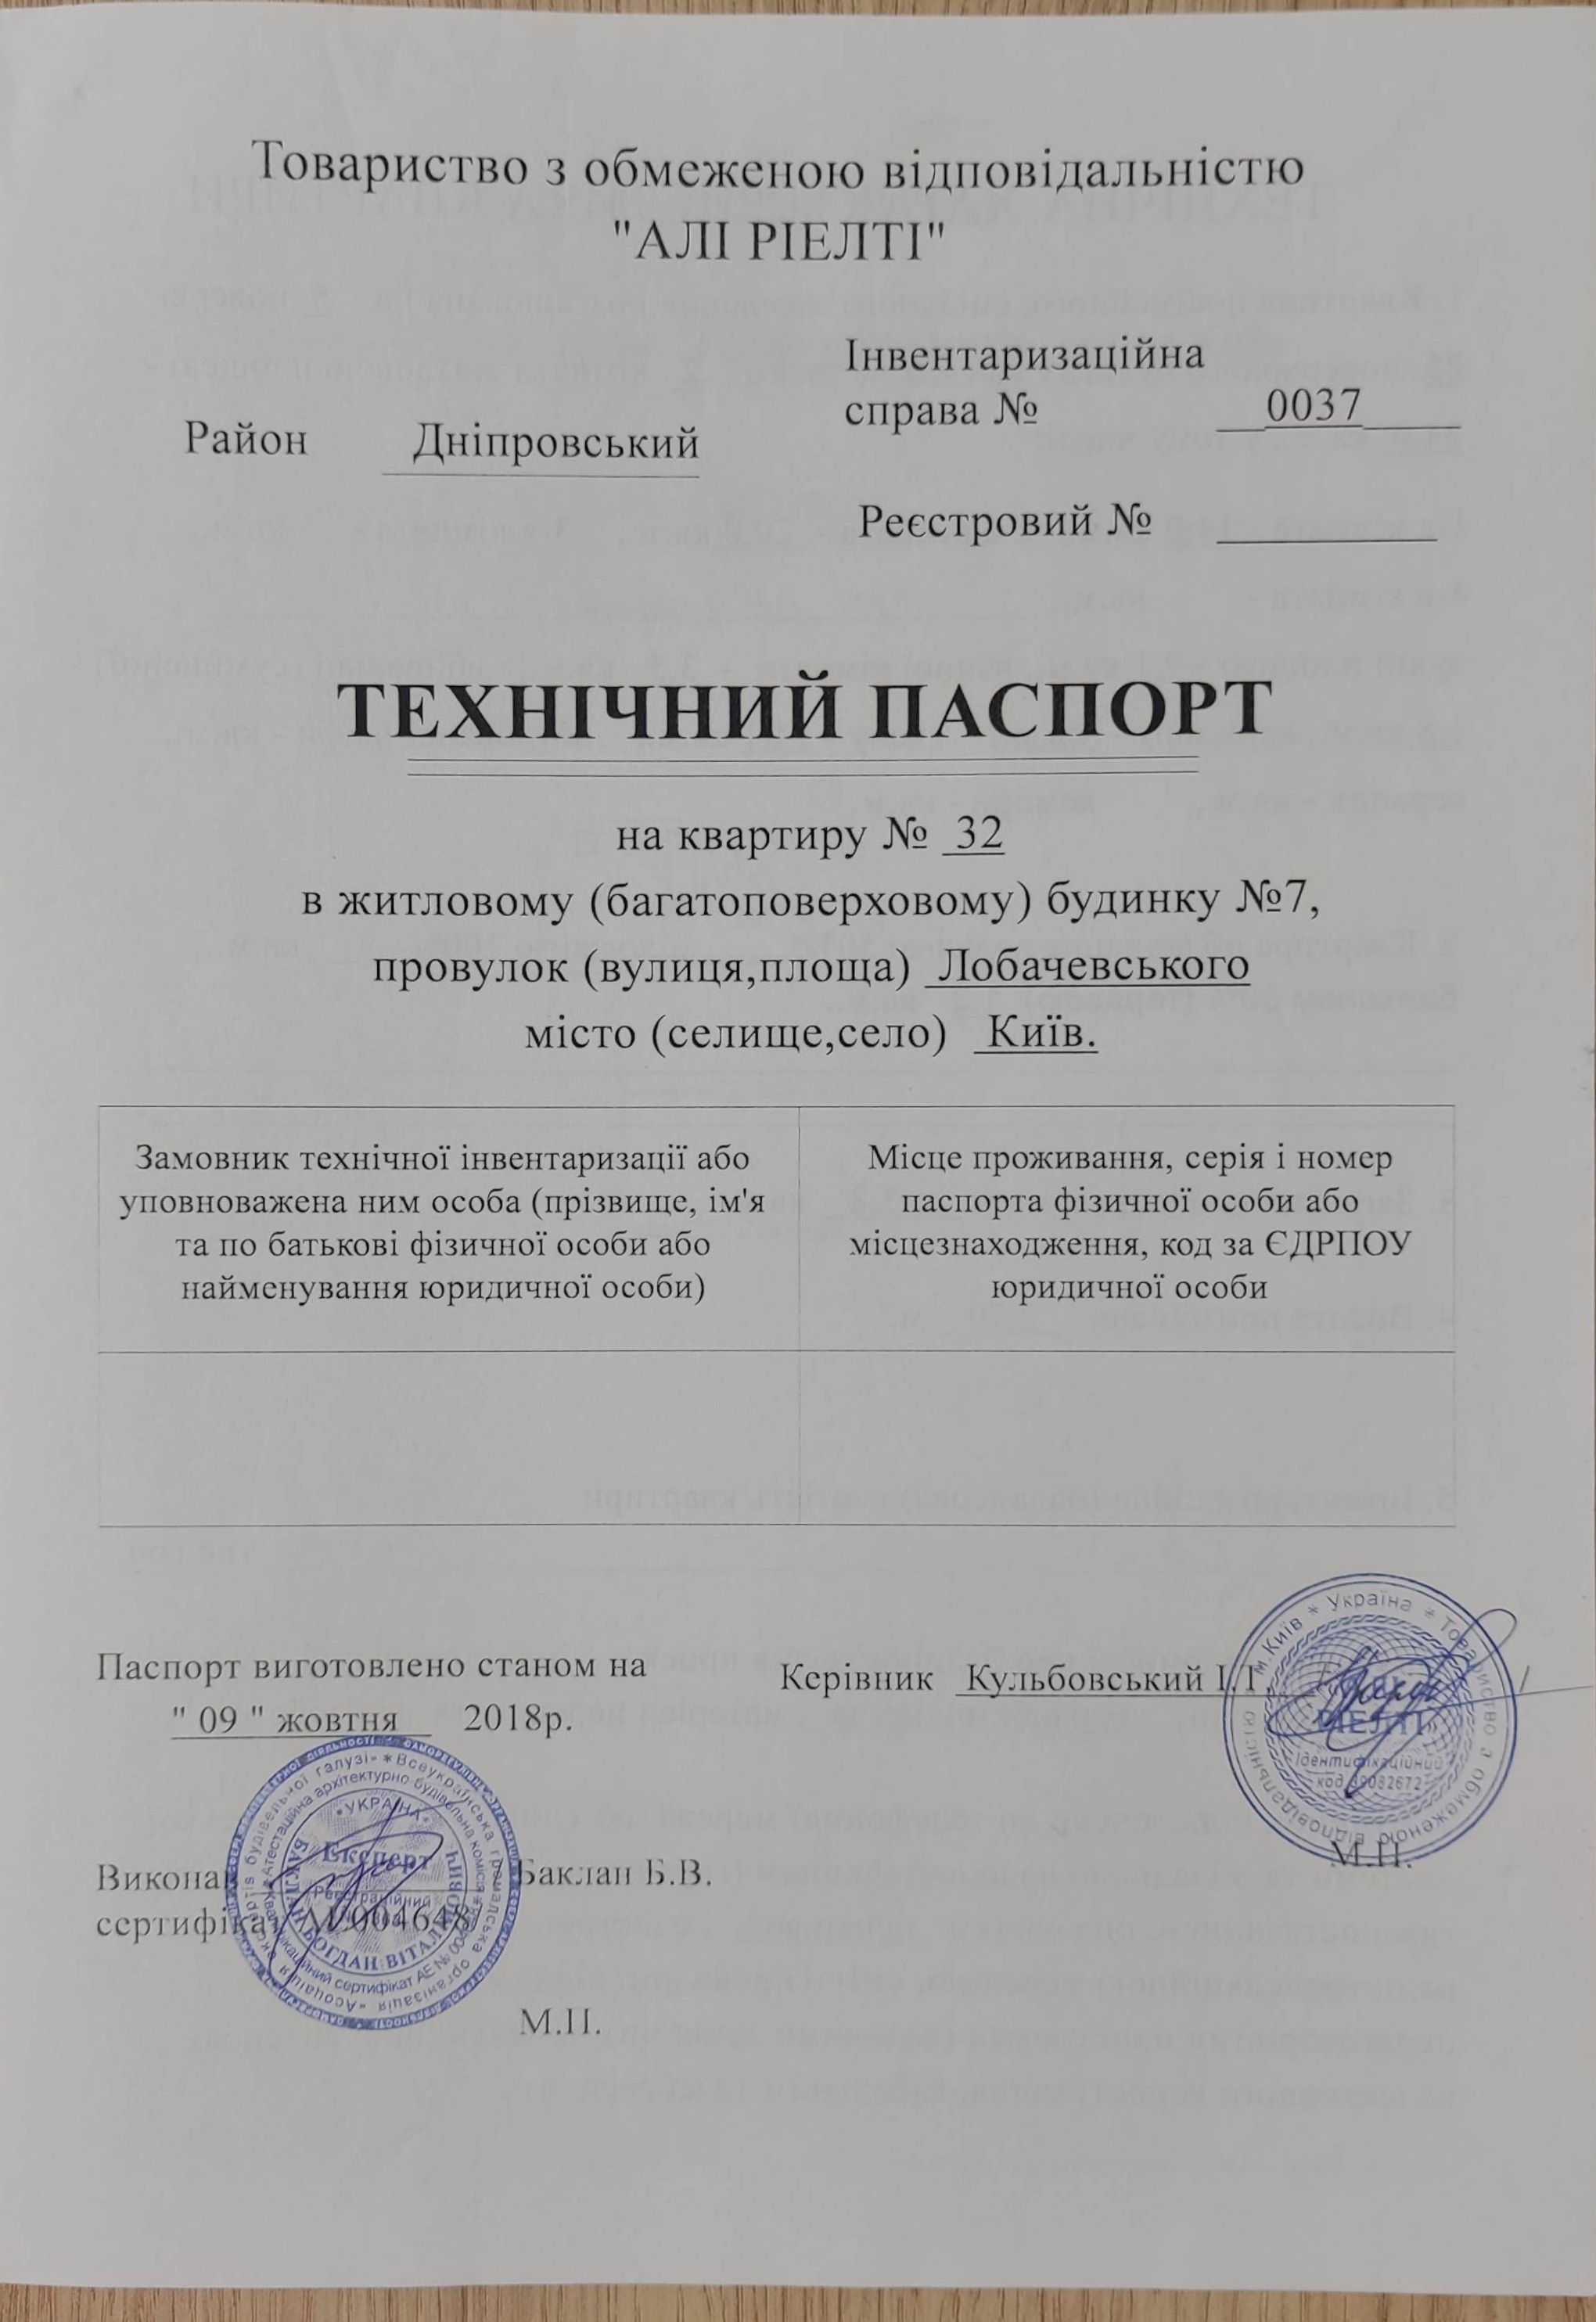 Товариство з обмеженою відповідальністю
"АЛІ РІЕЛТІ"
Інвентаризаційна
справа № 0037
Район Дніпровський
Реєстровий №
ТЕХНІЧНИЙ ПАСПОРТ
на квартиру № 32
в житловому (багатоповерховому) будинку №7,
провулок (вулиця,площа) Лобачевського
місто (селище,село) Київ.
Замовник технічної інвентаризації або
уповноважена ним особа (прізвище, ім'я
та по батькові фізичної особи або
найменування юридичної особи)
Місце проживання, серія і номер
паспорта фізичної особи або
місцезнаходження, код за ЄДРПОУ
юридичної особи
Паспорт виготовлено станом на
" 09 " жовтня 2018р.
Керівник Кульбовський І.
м.Київ * Україна * Товариство з обмеженою відповідальністю
РІЕЛТІ"
Ідентифікаційний
код 39082672
М.П.
Виконав Баклан Б.В.
сертифікат 004648
Всеукраїнська громадська організація «Асоціація експертів будівельної галузі»
Атестаційна архітектурно-будівельна комісія
Кваліфікаційний сертифікат АЕ №
УКРАЇНА
Експерт
Реєстраційний
БАКЛАН БОГДАН ВІТАЛІЙОВИЧ
М.П.